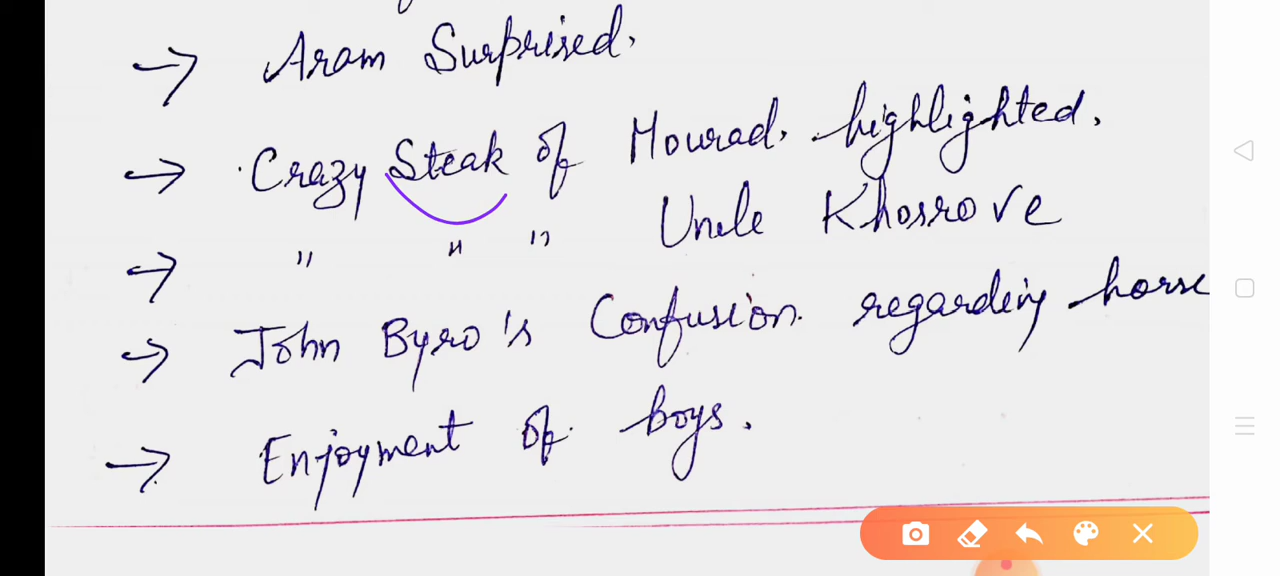 → Aram Surprised.
→ Crazy Steak of Mourad. highlighted.
→ " " " Uncle Khosrove
→ John Byro's Confusion. regarding horse
→ Enjoyment of boys.